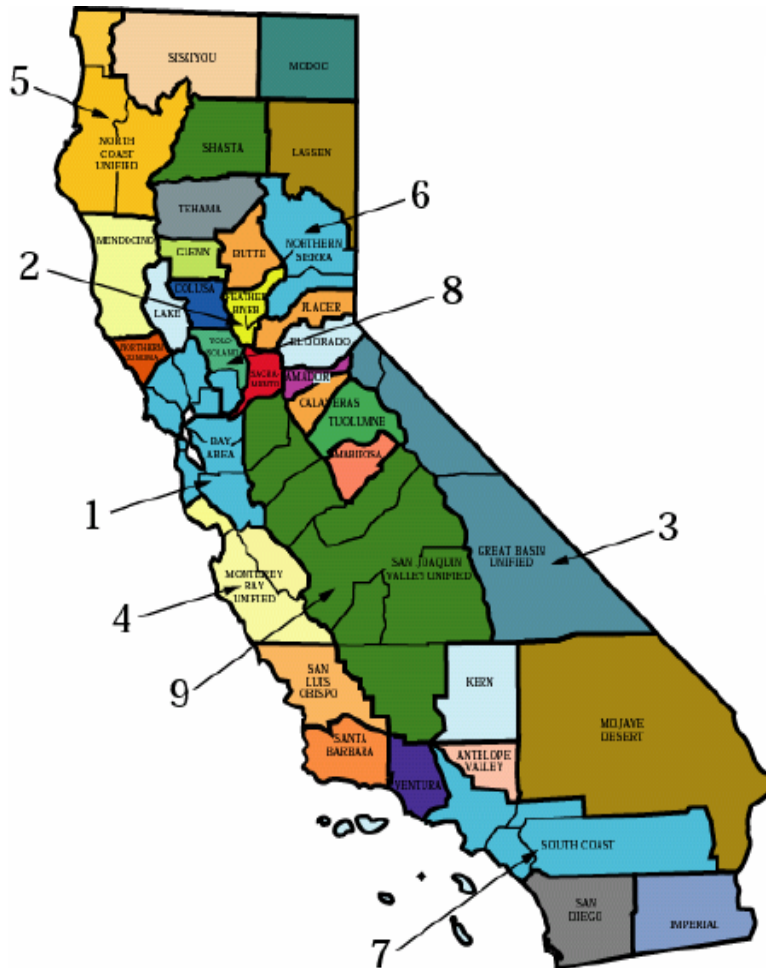 SISKIYOU
MODOC
5
NORTH
COAST
UNIFIED
SHASTA
LASSEN
TEHAMA
6
MENDOCINO
GLENN
BUTTE
NORTHERN
SIERRA
2
COLUSA
FEATHER
RIVER
8
LAKE
PLACER
NORTHERN
SONOMA
YOLO
SOLANO
EL DORADO
SACRA-
MENTO
AMADOR
CALAVERAS
TUOLUMNE
BAY
AREA
MARIPOSA
1
3
GREAT BASIN
UNIFIED
SAN JOAQUIN
VALLEY UNIFIED
MONTEREY
BAY
UNIFIED
4
9
SAN
LUIS
OBISPO
KERN
MOJAVE
DESERT
SANTA
BARBARA
ANTELOPE
VALLEY
VENTURA
SOUTH COAST
7
SAN
DIEGO
IMPERIAL